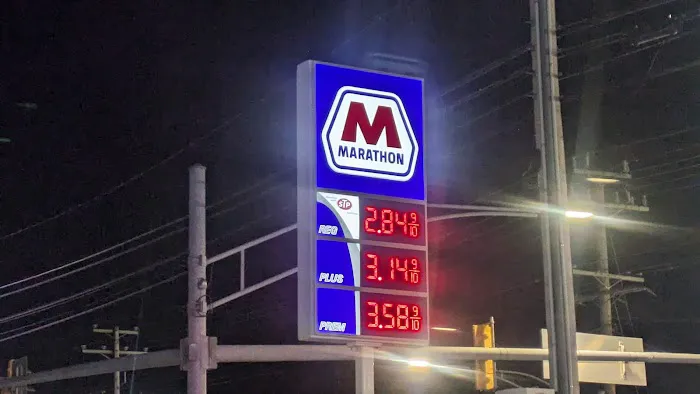 M
MARATHON
STP
REG 2.84 9/10
PLUS 3.14 9/10
PREM 3.58 9/10